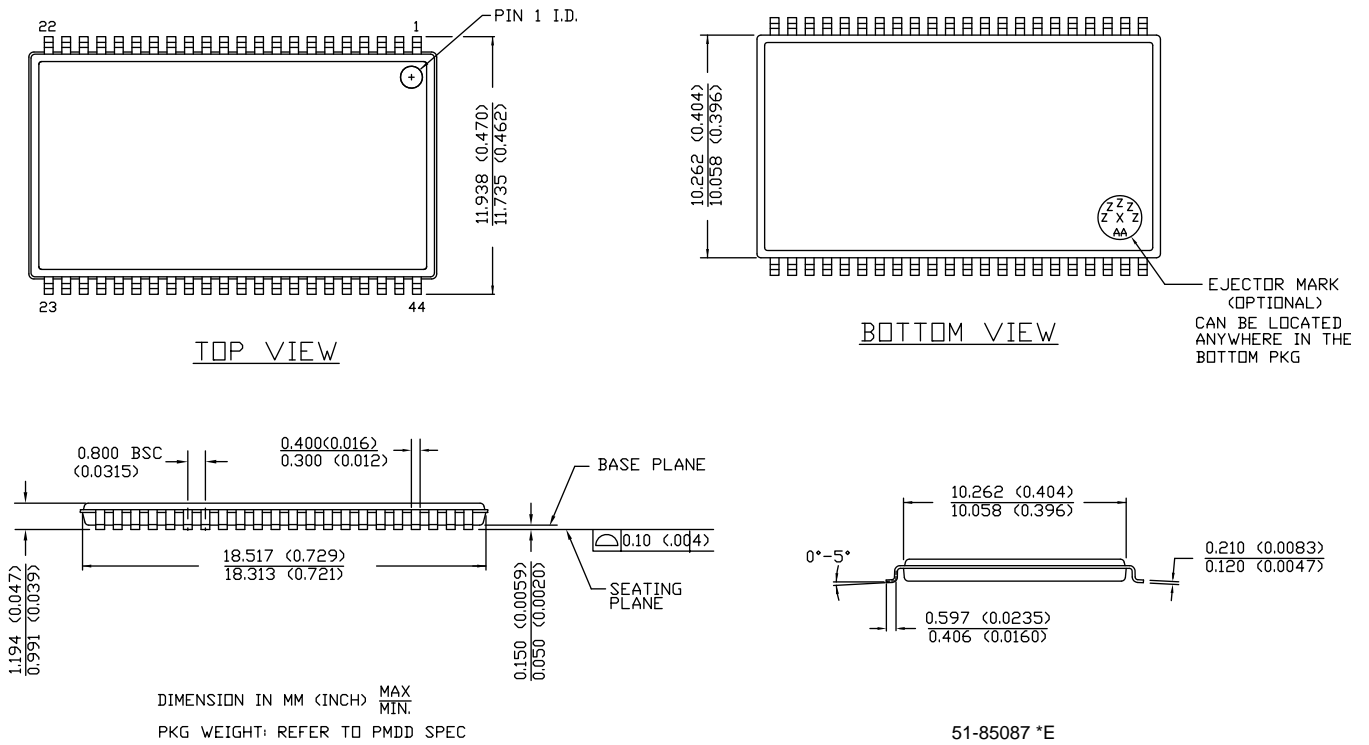 22
1
PIN 1 I.D.
11.938 (0.470)
11.735 (0.462)
23
44
TOP VIEW
10.262 (0.404)
10.058 (0.396)
Z Z Z Z Z
X
AA
EJECTOR MARK
(OPTIONAL)
CAN BE LOCATED
ANYWHERE IN THE
BOTTOM PKG
BOTTOM VIEW
0.800 BSC
(0.0315)
0.400(0.016)
0.300 (0.012)
BASE PLANE
0.10 (.004)
18.517 (0.729)
18.313 (0.721)
1.194 (0.047)
0.991 (0.039)
0.150 (0.0059)
0.050 (0.0020)
SEATING
PLANE
10.262 (0.404)
10.058 (0.396)
0°-5°
0.210 (0.0083)
0.120 (0.0047)
0.597 (0.0235)
0.406 (0.0160)
DIMENSION IN MM (INCH) MAX
MIN.
PKG WEIGHT: REFER TO PMDD SPEC
51-85087 *E